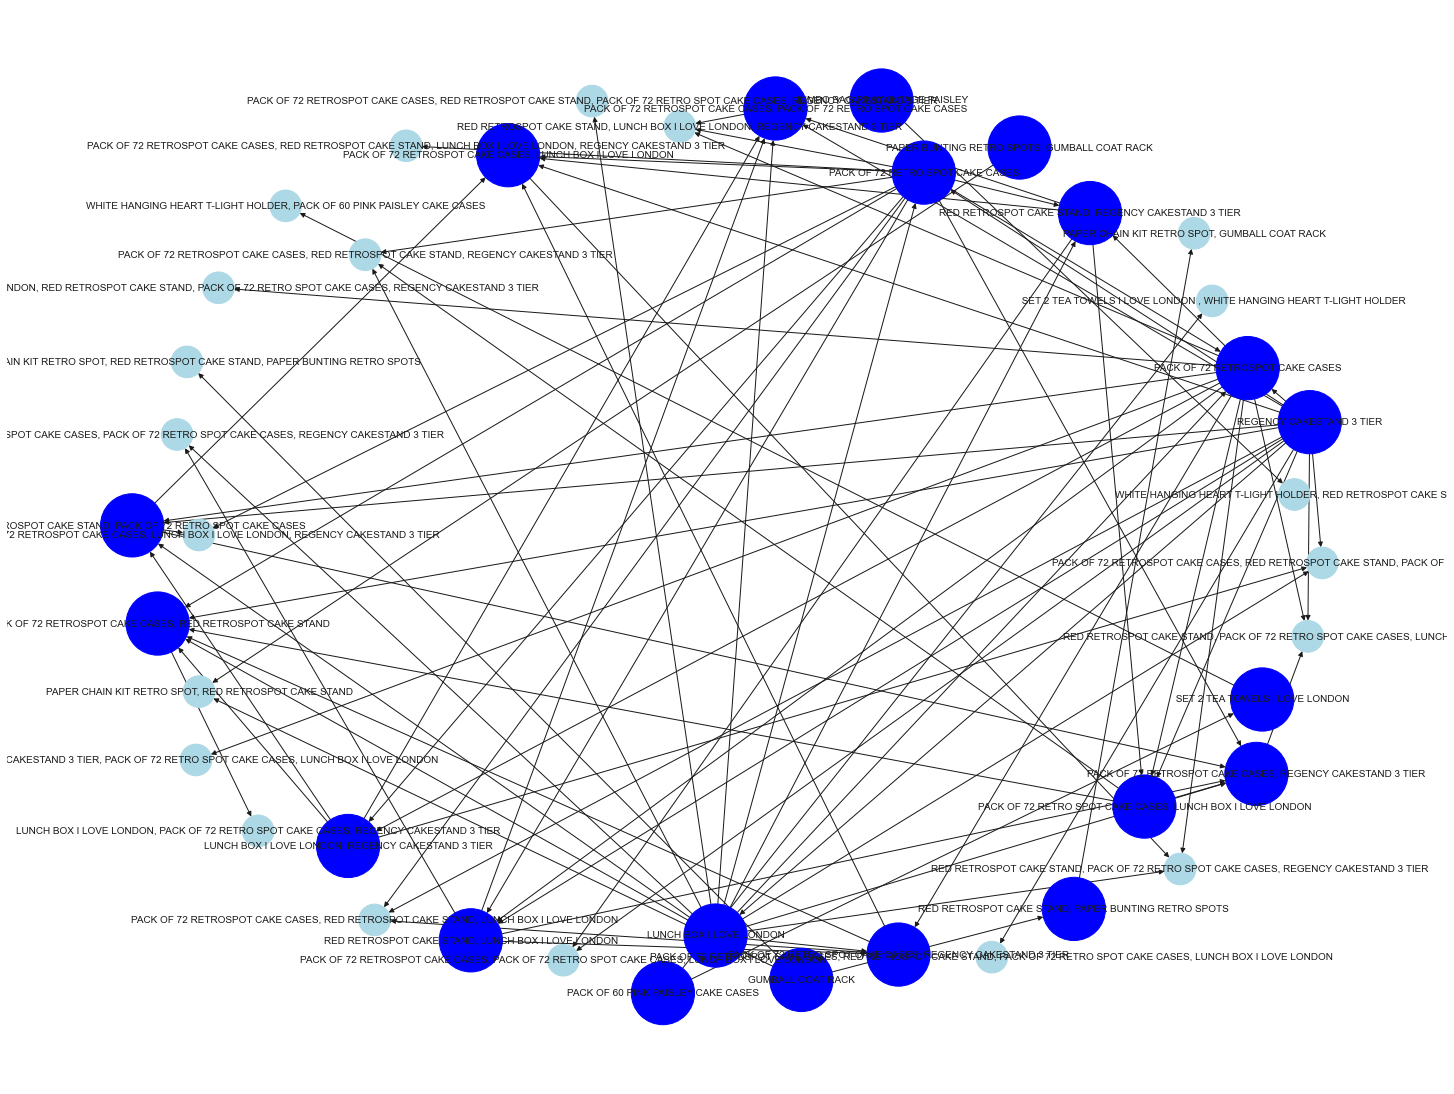 PACK OF 72 RETROSPOT CAKE CASES, RED RETROSPOT CAKE STAND, PACK OF 72 RETRO SPOT CAKE
PAISLEY
PACK OF 72 RETROSPOT CAKE CASES, PACK OF 72 RETRO SPOT CAKE CASES
RED RETROSPOT CAKE STAND, LUNCH BOX I LOVE LONDON, REGENCY CAKESTAND 3 TIER
PACK OF 72 RETROSPOT CAKE CASES, RED RETROSPOT CAKE STAND, LUNCH BOX I LOVE LONDON, REGENCY CAKESTAND 3 TIER
PAPER BUNTING RETRO SPOTS, GUMBALL COAT RACK
PACK OF 72 RETROSPOT CAKE CASES, LUNCH BOX I LOVE LONDON
PACK OF 72 RETRO SPOT CAKE CASES
WHITE HANGING HEART T-LIGHT HOLDER, PACK OF 60 PINK PAISLEY CAKE CASES
RED RETROSPOT CAKE STAND, REGENCY CAKESTAND 3 TIER
PAPER CHAIN KIT RETRO SPOT, GUMBALL COAT RACK
PACK OF 72 RETROSPOT CAKE CASES, RED RETROSPOT CAKE STAND, REGENCY CAKESTAND 3 TIER
NDON, RED RETROSPOT CAKE STAND, PACK OF 72 RETRO SPOT CAKE CASES, REGENCY CAKESTAND 3 TIER
SET 2 TEA TOWELS I LOVE LONDON , WHITE HANGING HEART T-LIGHT HOLDER
AIN KIT RETRO SPOT, RED RETROSPOT CAKE STAND, PAPER BUNTING RETRO SPOTS
PACK OF 72 RETROSPOT CAKE CASES
REGENCY CAKESTAND 3 TIER
SPOT CAKE CASES, PACK OF 72 RETRO SPOT CAKE CASES, REGENCY CAKESTAND 3 TIER
WHITE HANGING HEART T-LIGHT HOLDER, RED RETROSPOT CAKE S
ROSPOT CAKE STAND, PACK OF 72 RETRO SPOT CAKE CASES
72 RETROSPOT CAKE CASES, LUNCH BOX I LOVE LONDON, REGENCY CAKESTAND 3 TIER
PACK OF 72 RETROSPOT CAKE CASES, RED RETROSPOT CAKE STAND, PACK OF
K OF 72 RETROSPOT CAKE CASES, RED RETROSPOT CAKE STAND
RED RETROSPOT CAKE STAND, PACK OF 72 RETRO SPOT CAKE CASES, LUNCH
PAPER CHAIN KIT RETRO SPOT, RED RETROSPOT CAKE STAND
SET 2 TEA TOWELS I LOVE LONDON
CAKESTAND 3 TIER, PACK OF 72 RETRO SPOT CAKE CASES, LUNCH BOX I LOVE LONDON
PACK OF 72 RETROSPOT CAKE CASES, REGENCY CAKESTAND 3 TIER
PACK OF 72 RETRO SPOT CAKE CASES, LUNCH BOX I LOVE LONDON
LUNCH BOX I LOVE LONDON, PACK OF 72 RETRO SPOT CAKE CASES, REGENCY CAKESTAND 3 TIER
LUNCH BOX I LOVE LONDON, REGENCY CAKESTAND 3 TIER
RED RETROSPOT CAKE STAND, PACK OF 72 RETRO SPOT CAKE CASES, REGENCY CAKESTAND 3 TIER
RED RETROSPOT CAKE STAND, PAPER BUNTING RETRO SPOTS
PACK OF 72 RETROSPOT CAKE CASES, RED RETROSPOT CAKE STAND, LUNCH BOX I LOVE LONDON
LUNCH BOX I LOVE LONDON
RED RETROSPOT CAKE STAND, LUNCH BOX I LOVE LONDON
REGENCY CAKESTAND 3 TIER
PACK OF 72 RETROSPOT CAKE CASES, PACK OF 72 RETRO SPOT CAKE CASES, LUNCH BOX I LOVE LONDON
CAKE STAND, PACK OF 72 RETRO SPOT CAKE CASES, LUNCH BOX I LOVE LONDON
GUMBALL COAT RACK
PACK OF 60 PINK PAISLEY CAKE CASES